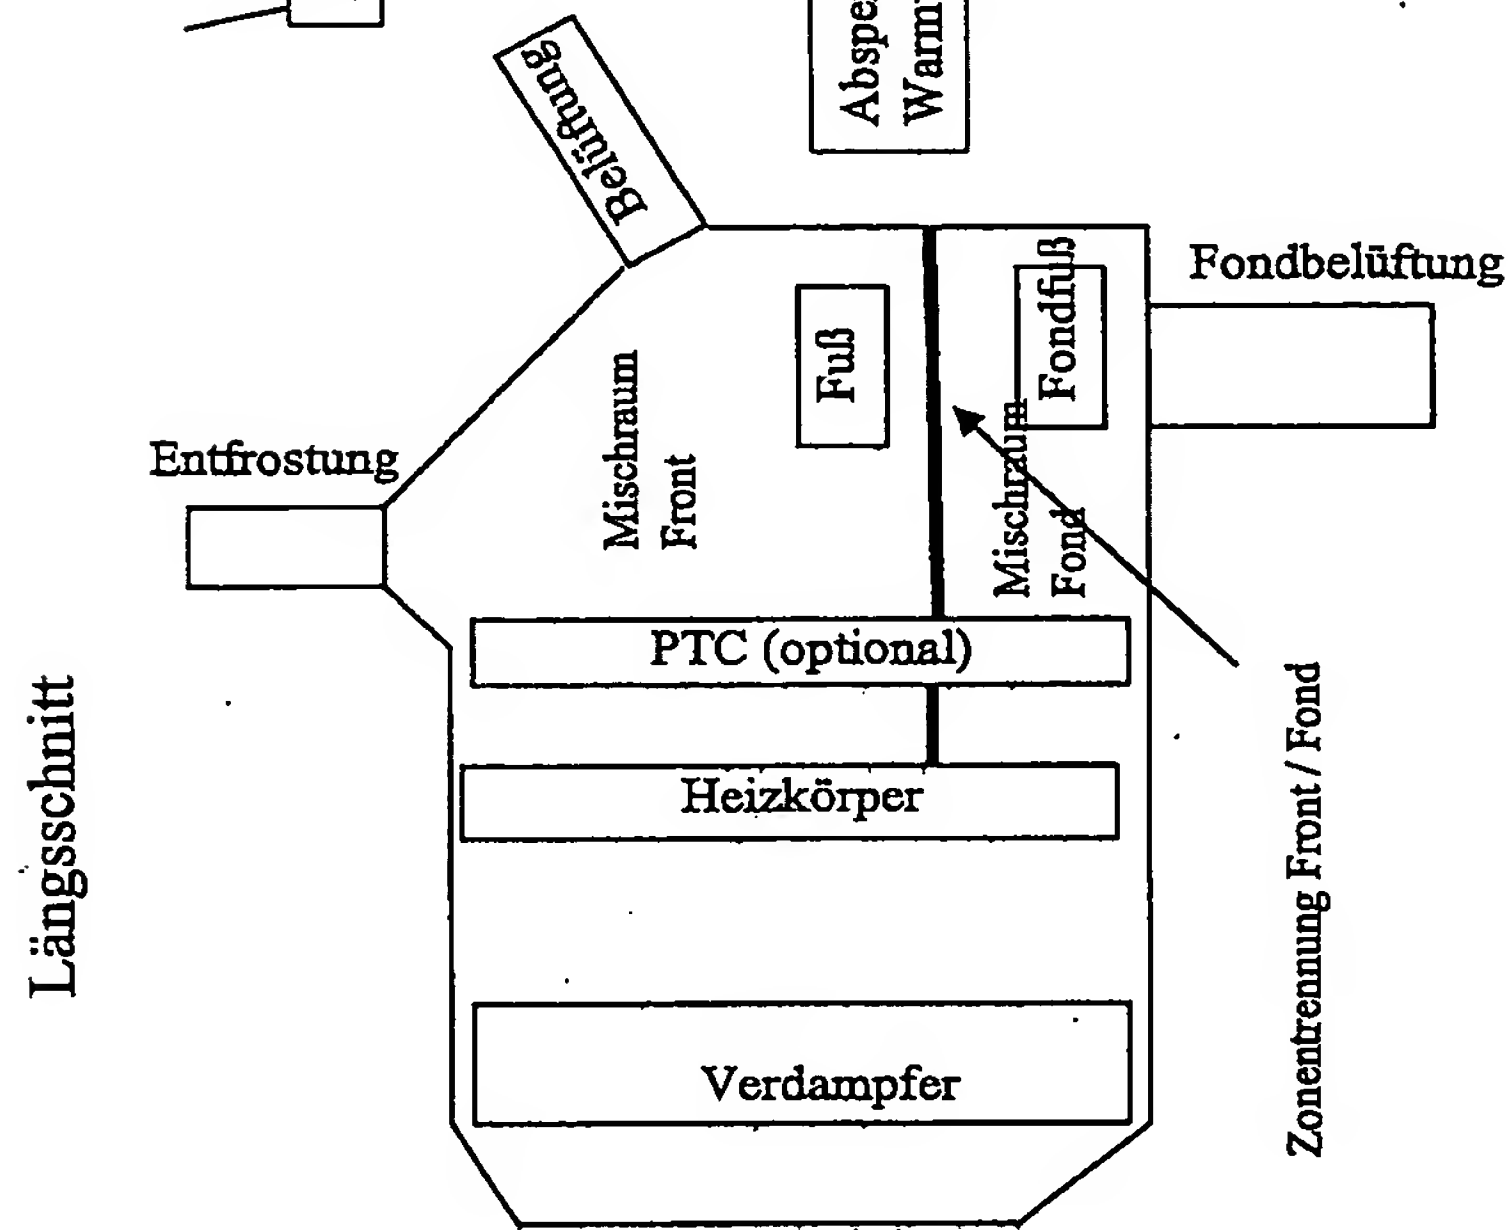 Längsschnitt
Belüftung
Entfrostung
Mischraum
Front
Fuß
Fondfuß
Fondbelüftung
Mischraum
Fond
PTC (optional)
Heizkörper
Verdampfer
Zonentrennung Front / Fond